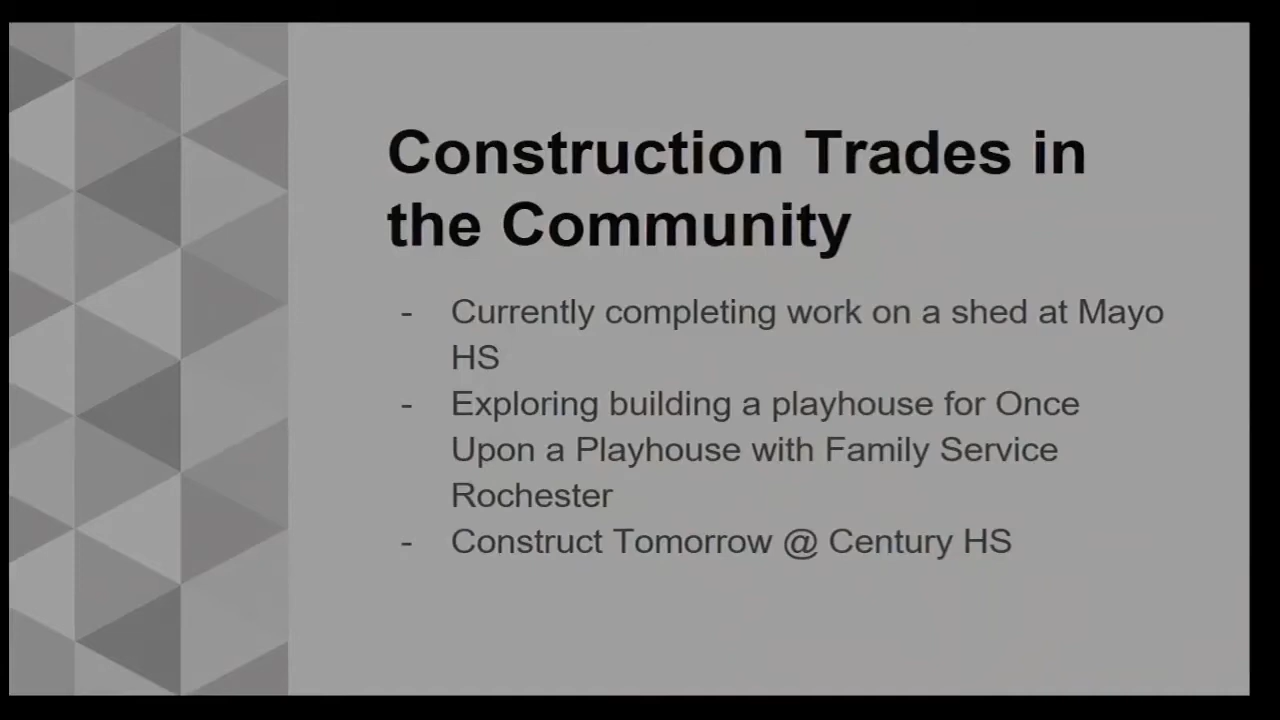 Construction Trades in
the Community
- Currently completing work on a shed at Mayo
HS
- Exploring building a playhouse for Once
Upon a Playhouse with Family Service
Rochester
- Construct Tomorrow @ Century HS